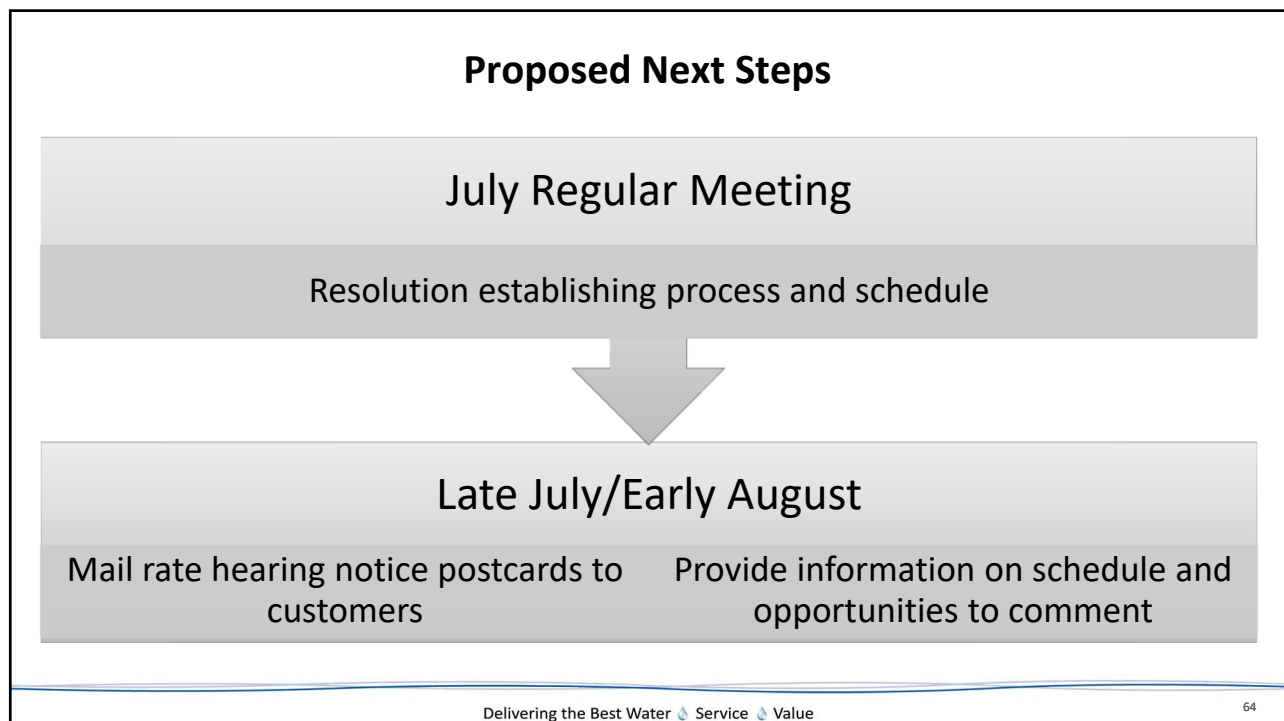 Proposed Next Steps
July Regular Meeting
Resolution establishing process and schedule
Late July/Early August
Mail rate hearing notice postcards to
customers
Provide information on schedule and
opportunities to comment
Delivering the Best Water 💧 Service 💧 Value
64